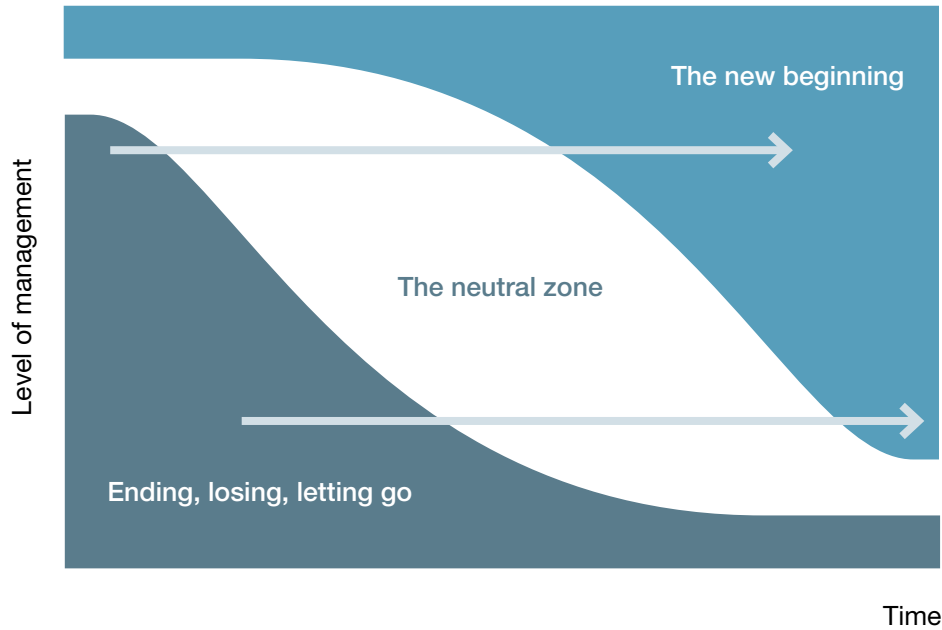 The new beginning
Level of management
The neutral zone
Ending, losing, letting go
Time